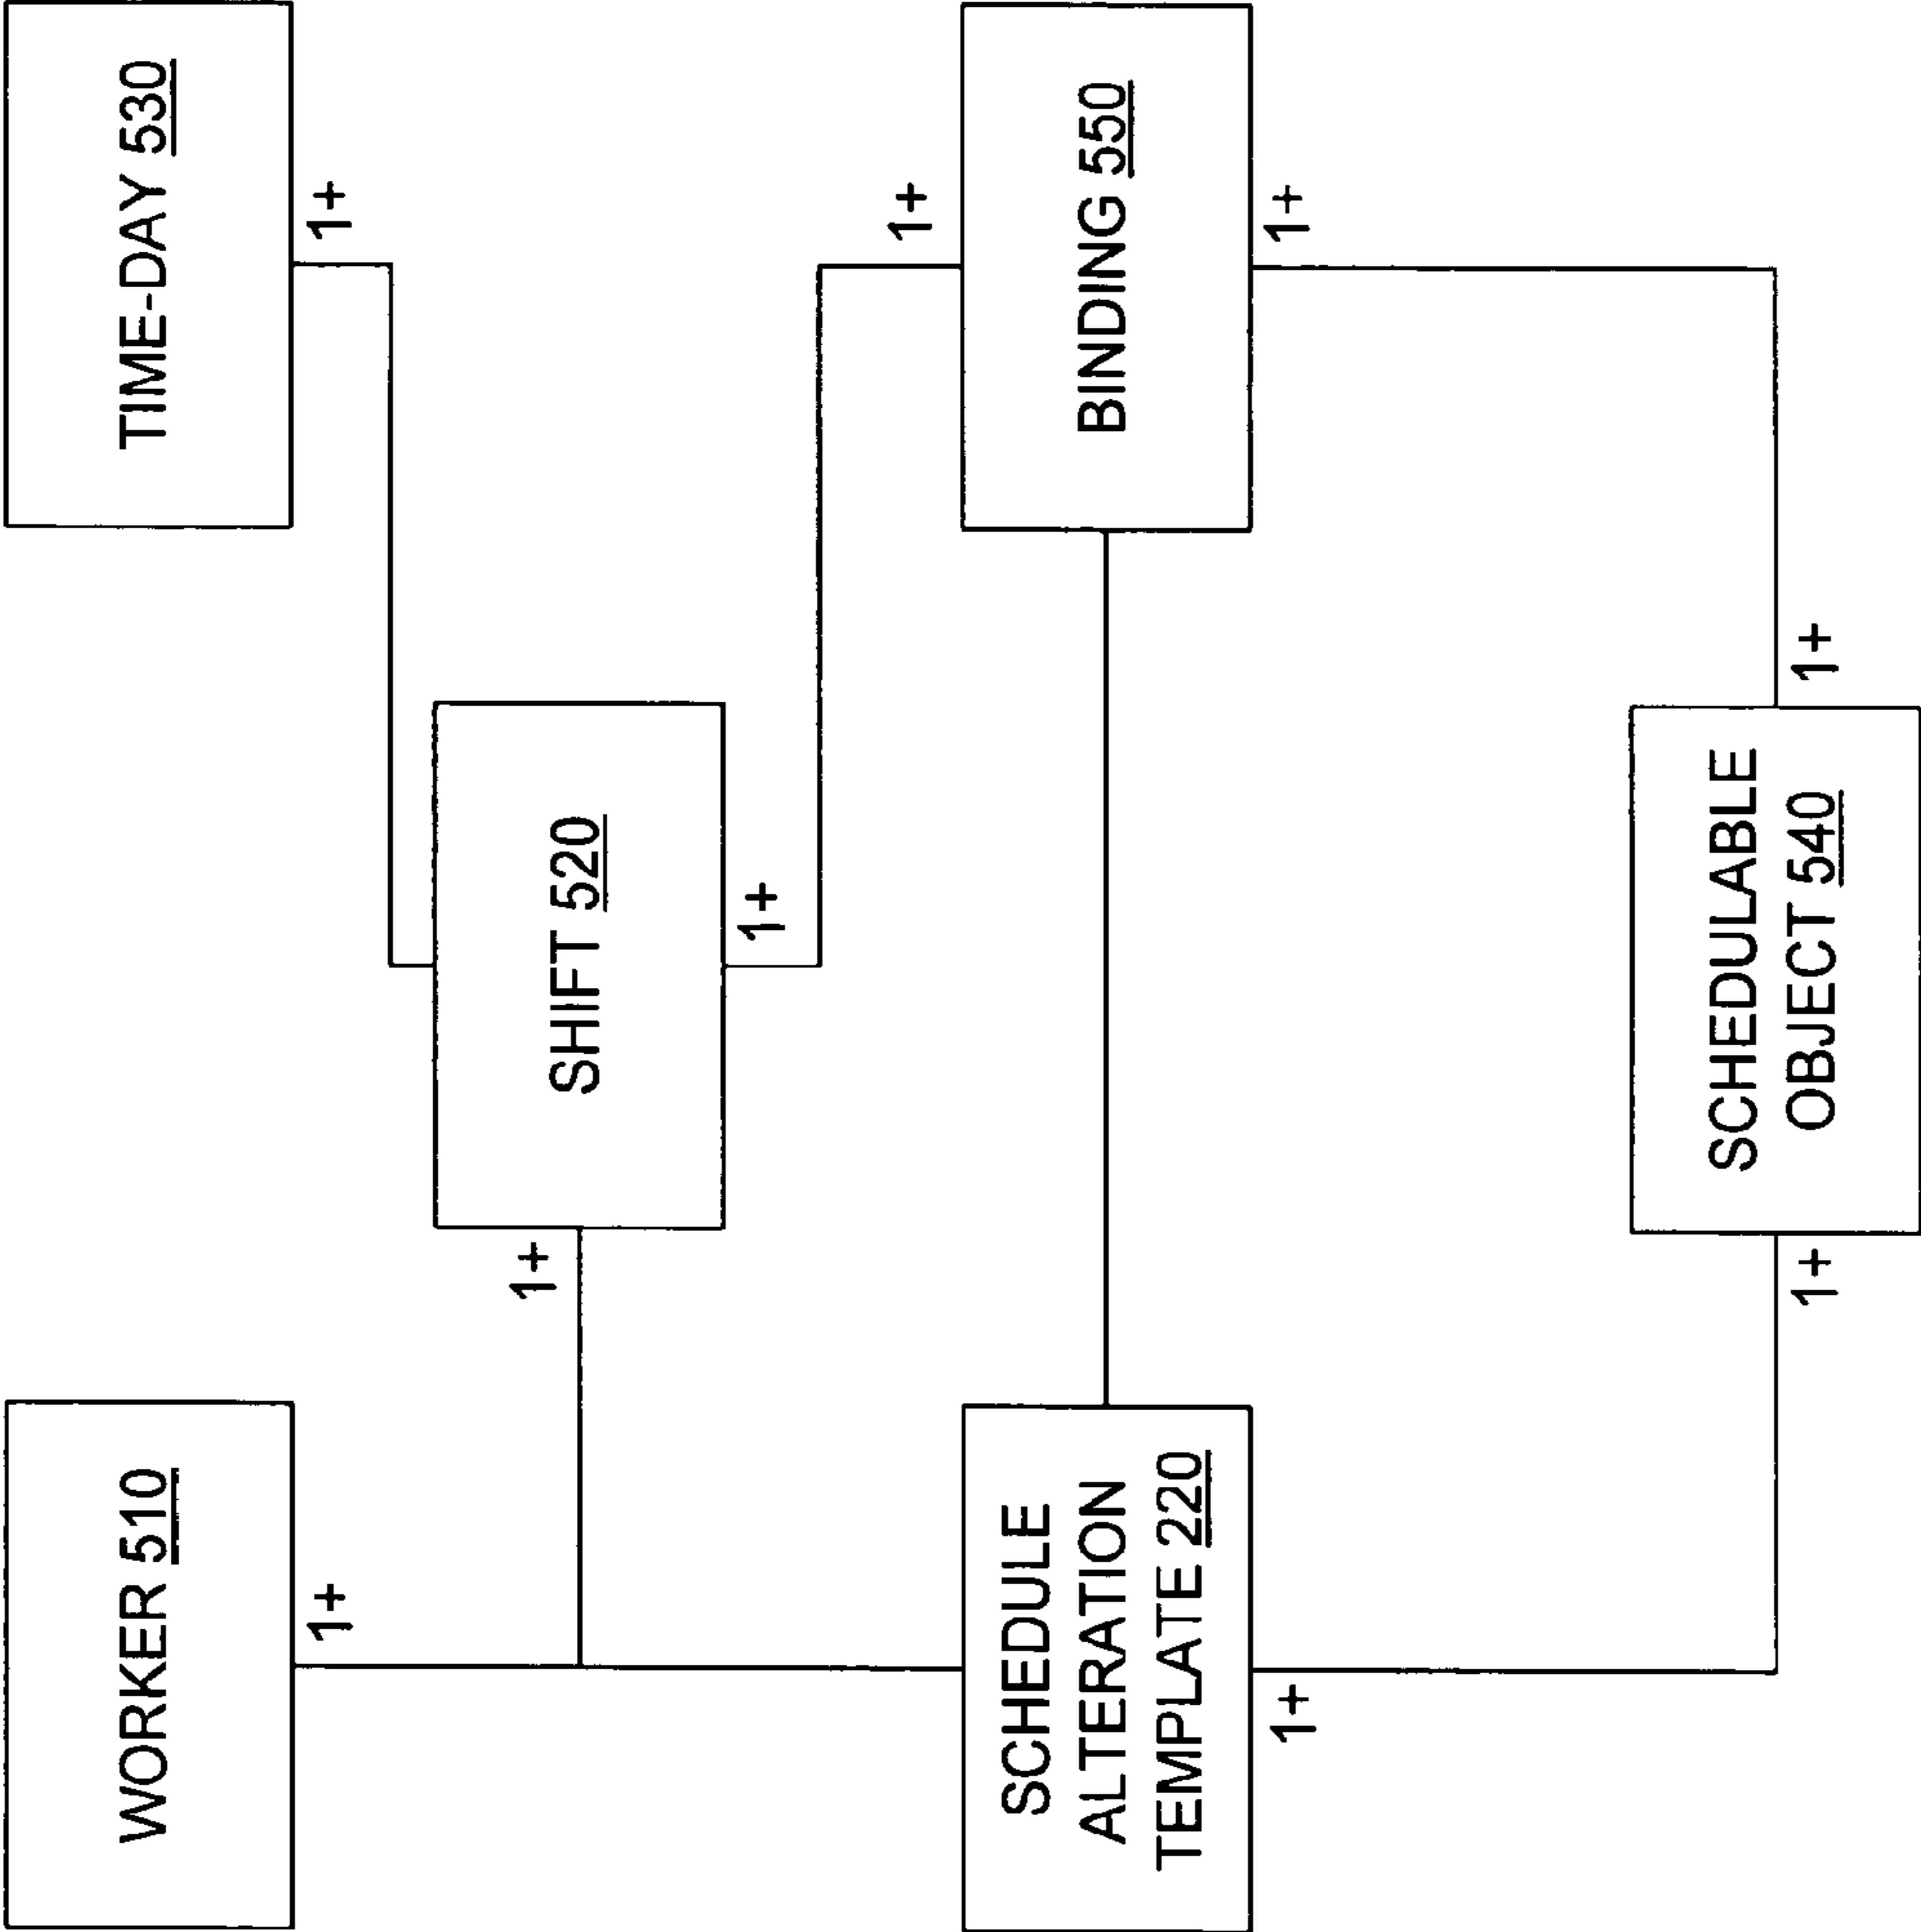 WORKER 510
TIME-DAY 530
1+
1+
1+
SHIFT 520
1+
1+
SCHEDULE
ALTERATION
TEMPLATE 220
BINDING 550
1+
1+
SCHEDULABLE
OBJECT 540
1+
1+